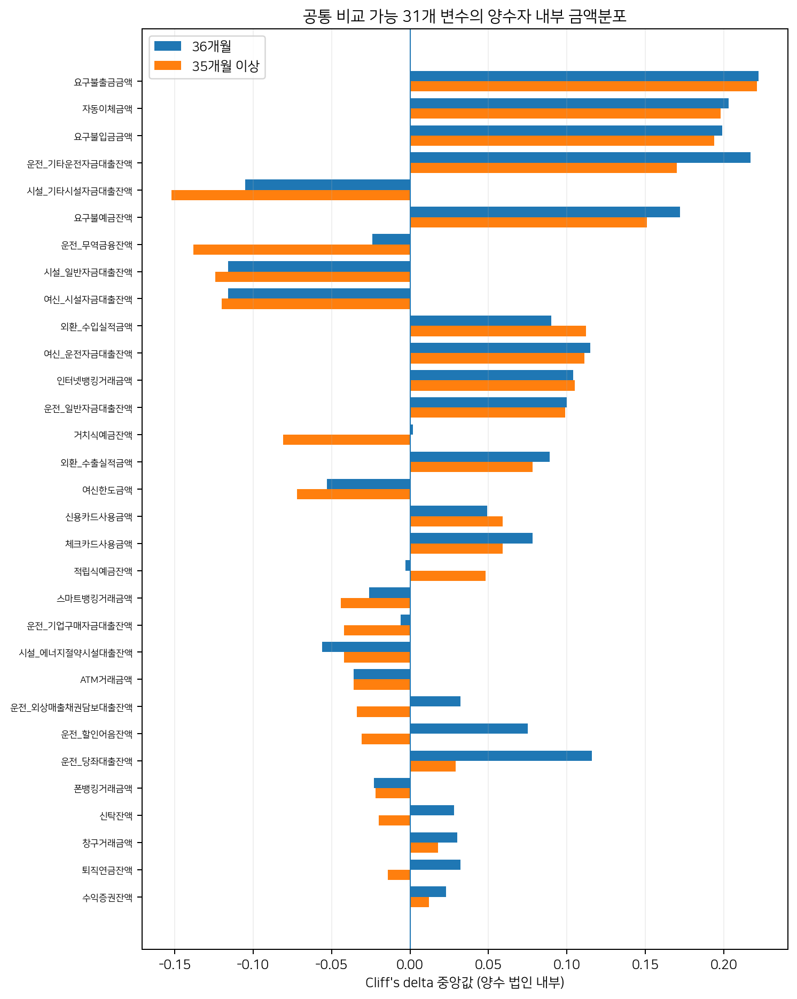 공통 비교 가능 31개 변수의 양수자 내부 금액분포
36개월
35개월 이상
요구불출금금액
자동이체금액
요구불입금금액
운전_기타운전자금대출잔액
시설_기타시설자금대출잔액
요구불예금잔액
운전_무역금융잔액
시설_일반자금대출잔액
여신_시설자금대출잔액
외환_수입실적금액
여신_운전자금대출잔액
인터넷뱅킹거래금액
운전_일반자금대출잔액
거치식예금잔액
외환_수출실적금액
여신한도금액
신용카드사용금액
체크카드사용금액
적립식예금잔액
스마트뱅킹거래금액
운전_기업구매자금대출잔액
시설_에너지절약시설대출잔액
ATM거래금액
운전_외상매출채권담보대출잔액
운전_할인어음잔액
운전_당좌대출잔액
폰뱅킹거래금액
신탁잔액
창구거래금액
퇴직연금잔액
수익증권잔액
-0.15 -0.10 -0.05 0.00 0.05 0.10 0.15 0.20
Cliff's delta 중앙값 (양수 법인 내부)